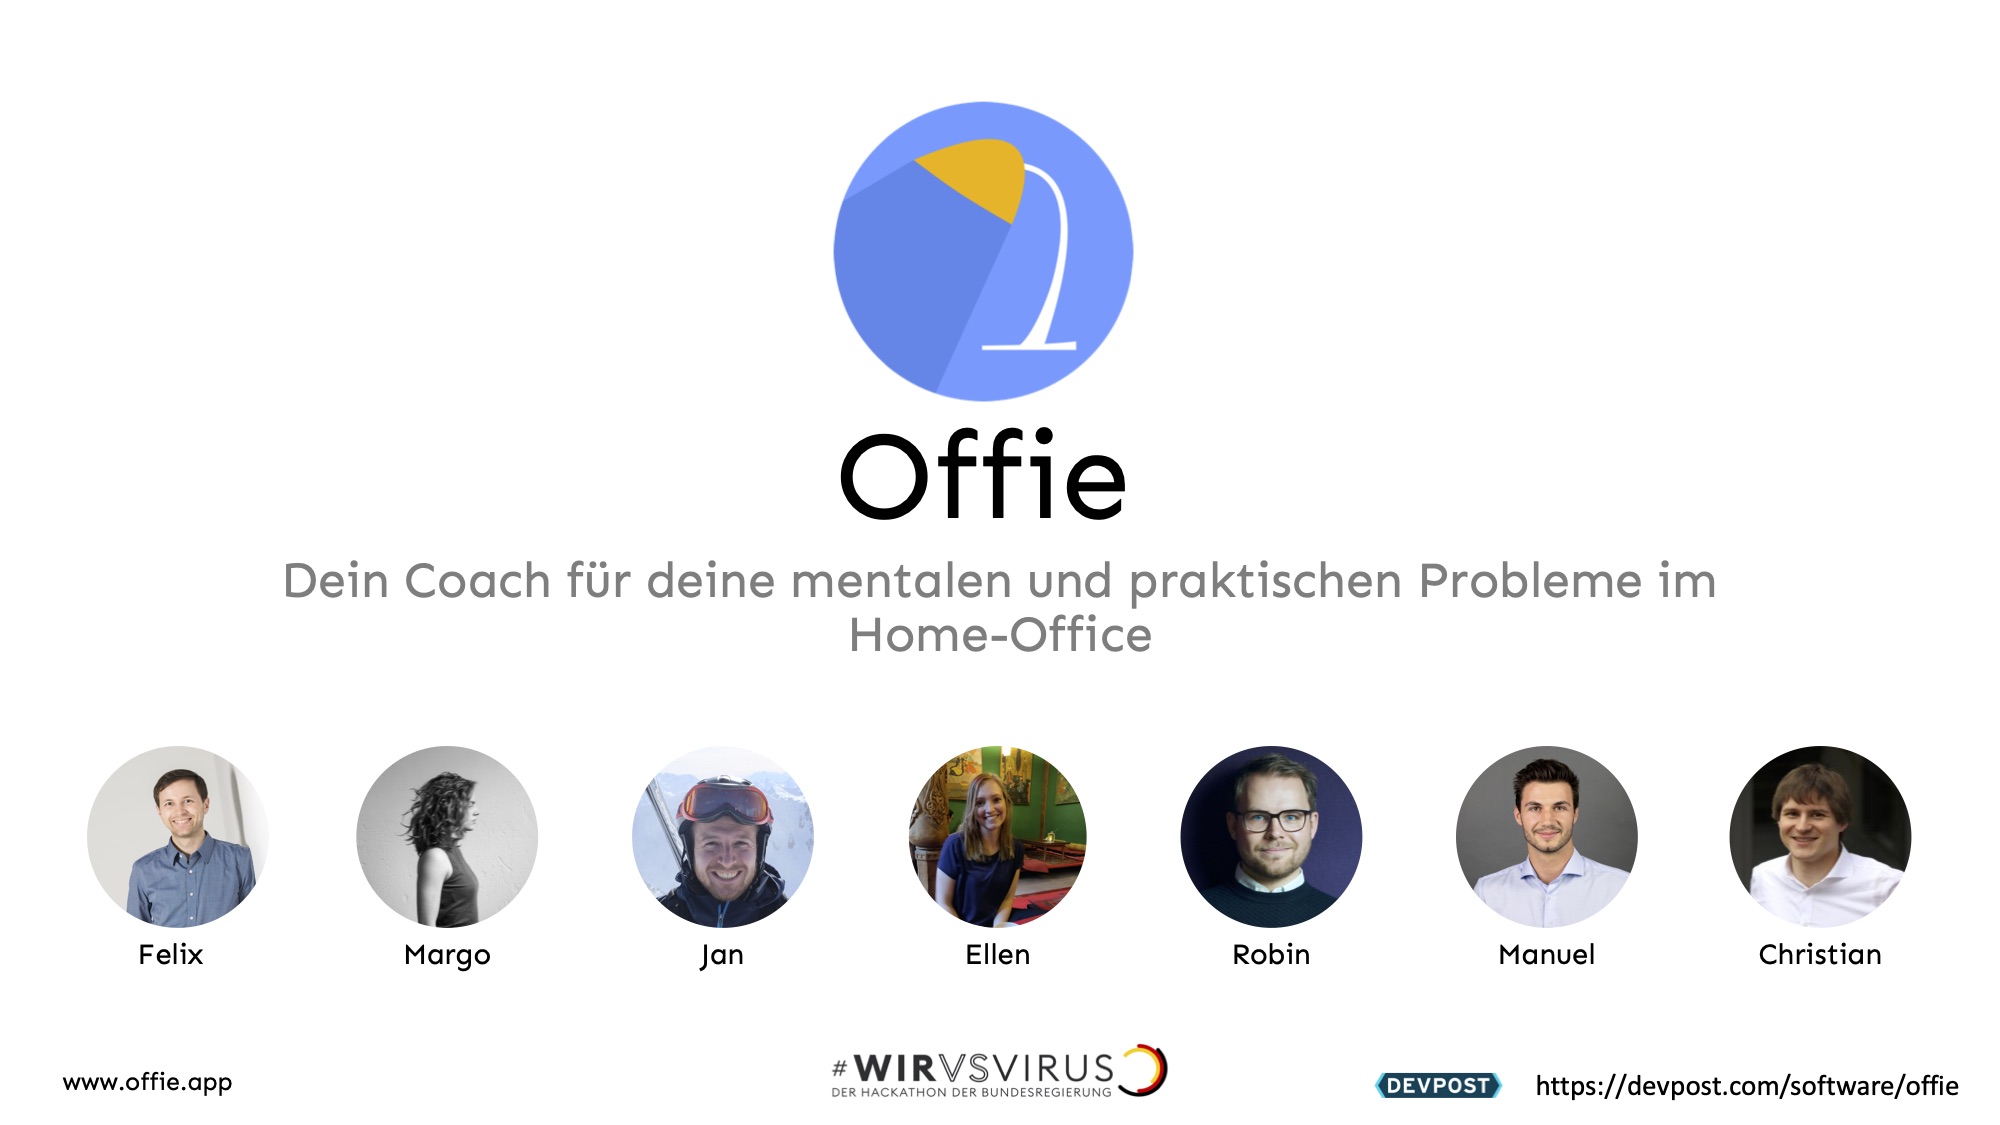 Offie
Dein Coach für deine mentalen und praktischen Probleme im
Home-Office
Felix
Margo
Jan
Ellen
Robin
Manuel
Christian
www.offie.app
#WIRVSVIRUS
DER HACKATHON DER BUNDESREGIERUNG
DEVPOST
https://devpost.com/software/offie